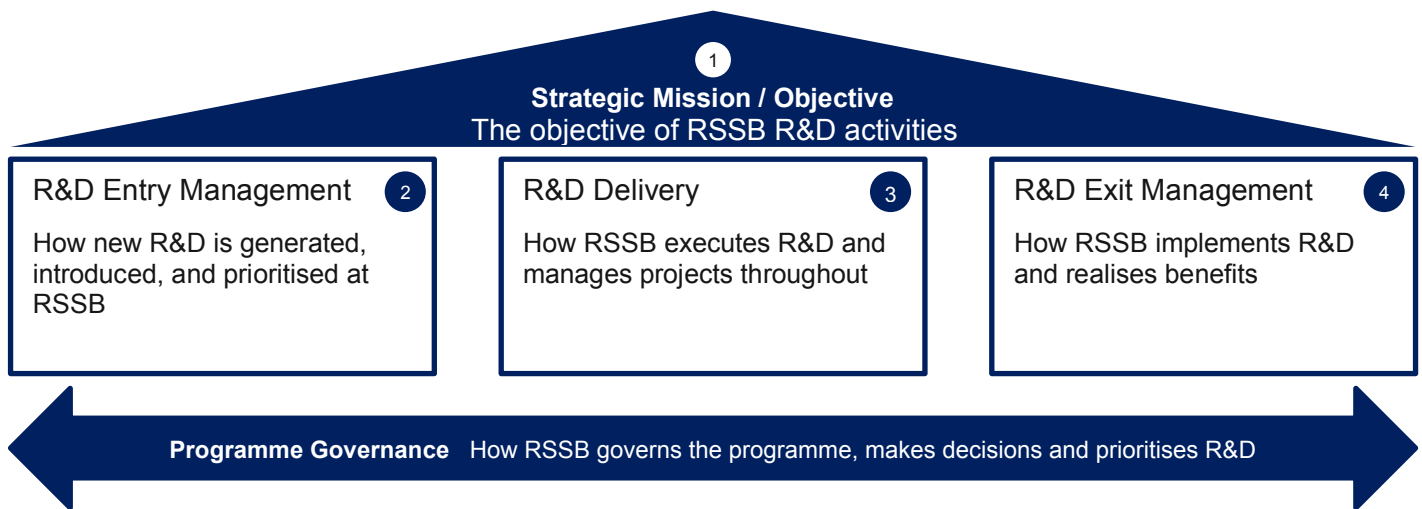 1
Strategic Mission / Objective
The objective of RSSB R&D activities
R&D Entry Management
2
How new R&D is generated,
introduced, and prioritised at
RSSB
R&D Delivery
3
How RSSB executes R&D and
manages projects throughout
R&D Exit Management
4
How RSSB implements R&D
and realises benefits
Programme Governance How RSSB governs the programme, makes decisions and prioritises R&D